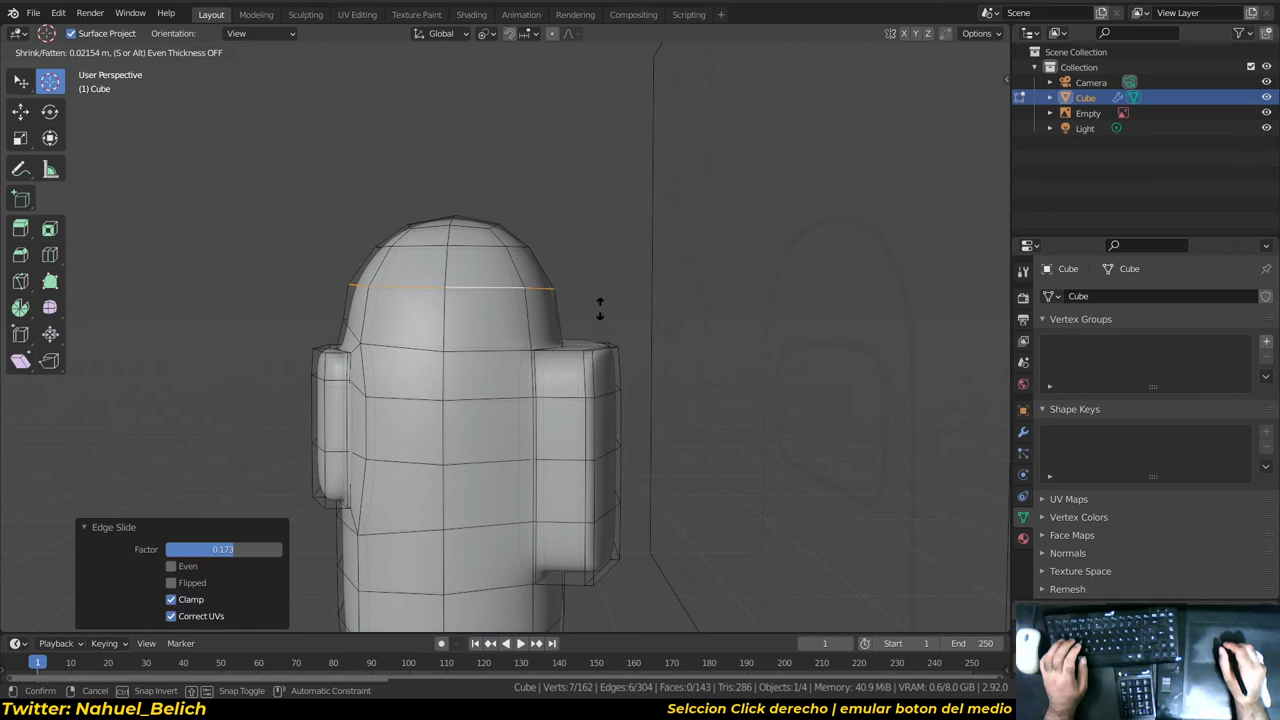 File Edit Render Window Help Layout Modeling Sculpting UV Editing Texture Paint Shading Animation Rendering Compositing Scripting + Scene View Layer
Surface Project Orientation: View Global X Y Z Options
Shrink/Fatten: 0.02154 m, (S or Alt) Even Thickness OFF
User Perspective
(1) Cube
Scene Collection
Collection
Camera
Cube
Empty
Light
Cube Cube
Cube
Vertex Groups
Shape Keys
UV Maps
Vertex Colors
Face Maps
Normals
Texture Space
Remesh
Edge Slide
Factor 0.173
Even
Flipped
Clamp
Correct UVs
Playback Keying View Marker 1 Start 1 End 250
1 10 20 30 40 50 60 70 80 90 100 110 120 130 140 150 160 170 180 190 200 210 220 230 240 250
Confirm Cancel Snap Invert Snap Toggle Automatic Constraint Cube | Verts:7/162 | Edges:6/304 | Faces:0/143 | Tris:286 | Objects:1/4 | Memory: 40.9 MiB | VRAM: 0.6/8.0 GiB | 2.92.0
Twitter: Nahuel_Belich Selccion Click derecho | emular boton del medio